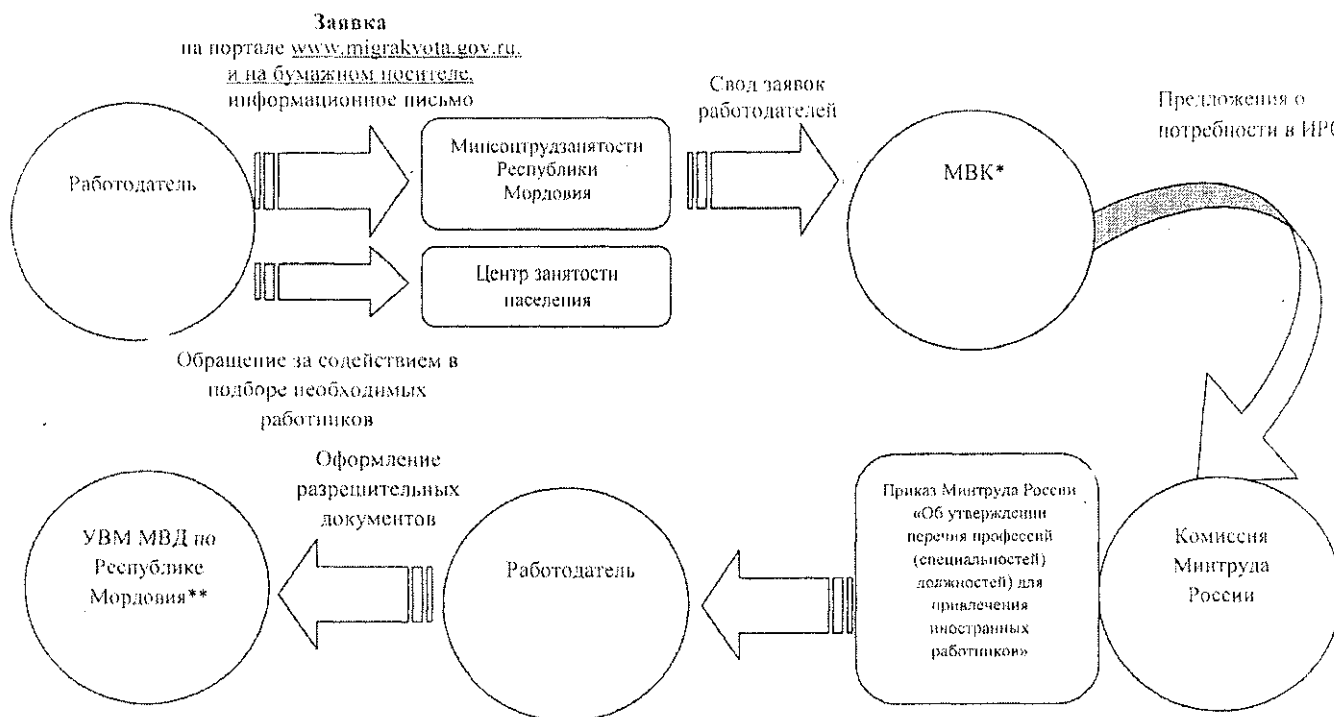 Заявка
на портале www.migrakvota.gov.ru.
и на бумажном носителе,
информационное письмо
Работодатель
Минсоцтрудзанятости
Республики
Мордовия
Центр занятости
населения
Обращение за содействием в
подборе необходимых
работников
Свод заявок
работодателей
МВК*
Предложения о
потребности в ИРС
Комиссия
Минтруда
России
Приказ Минтруда России
«Об утверждении
перечня профессий
(специальностей)
должностей) для
привлечения
иностранных
работников»
Работодатель
Оформление
разрешительных
документов
УВМ МВД по
Республике
Мордовия**